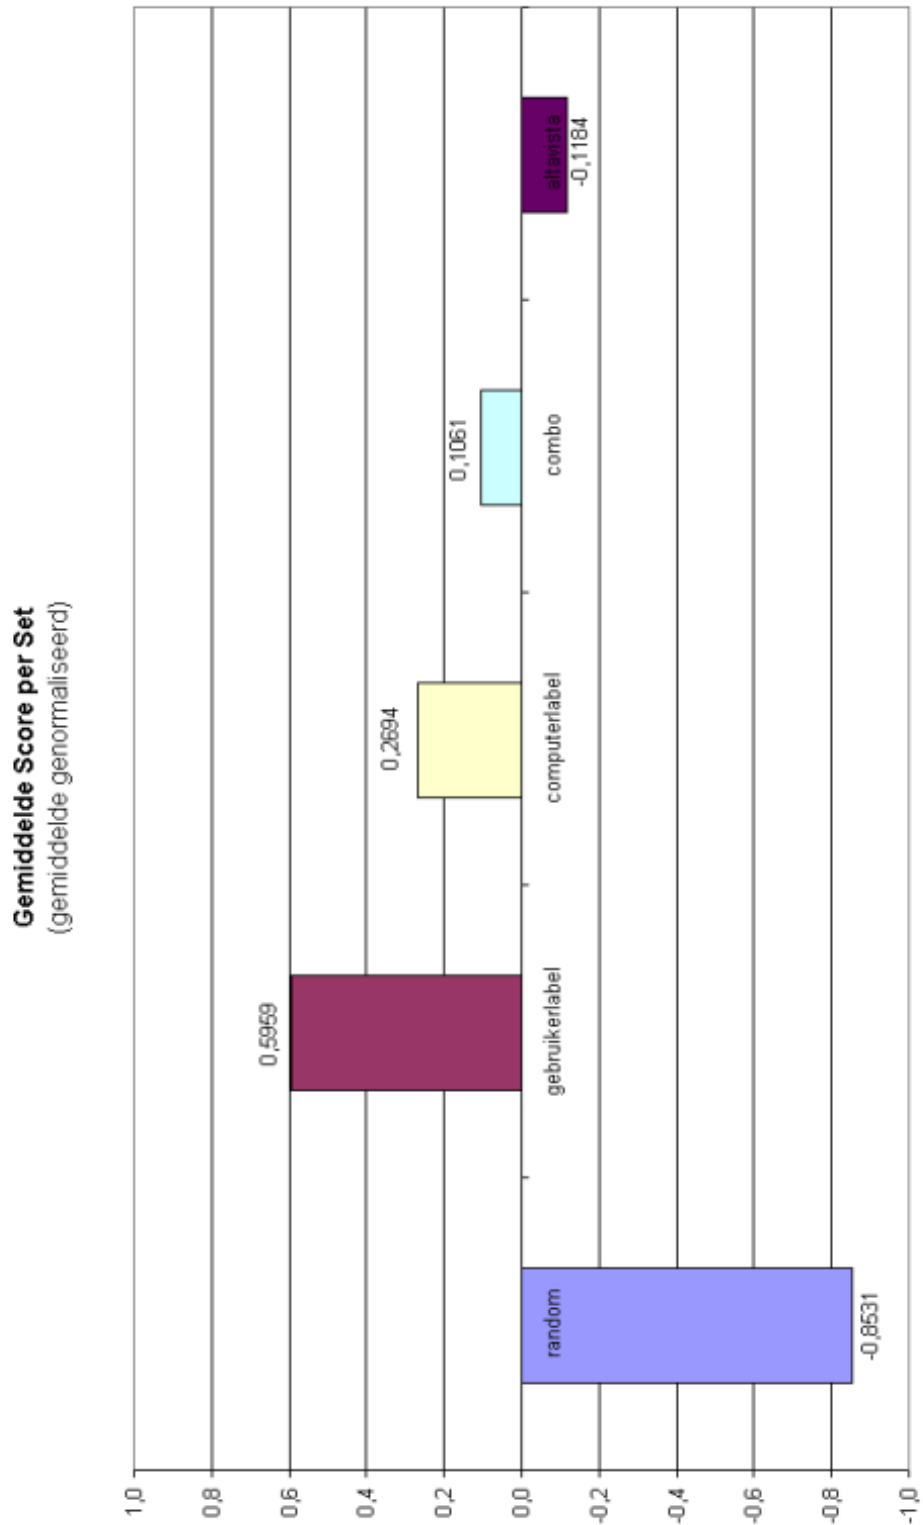 Gemiddelde Score per Set
(gemiddelde genormaliseerd)
1,0
0,8
0,6
0,4
0,2
0,0
-0,2
-0,4
-0,6
-0,8
-1,0
random
-0,8531
gebruikerlabel
0,5959
computerlabel
0,2694
combo
0,1061
altavista
-0,1184